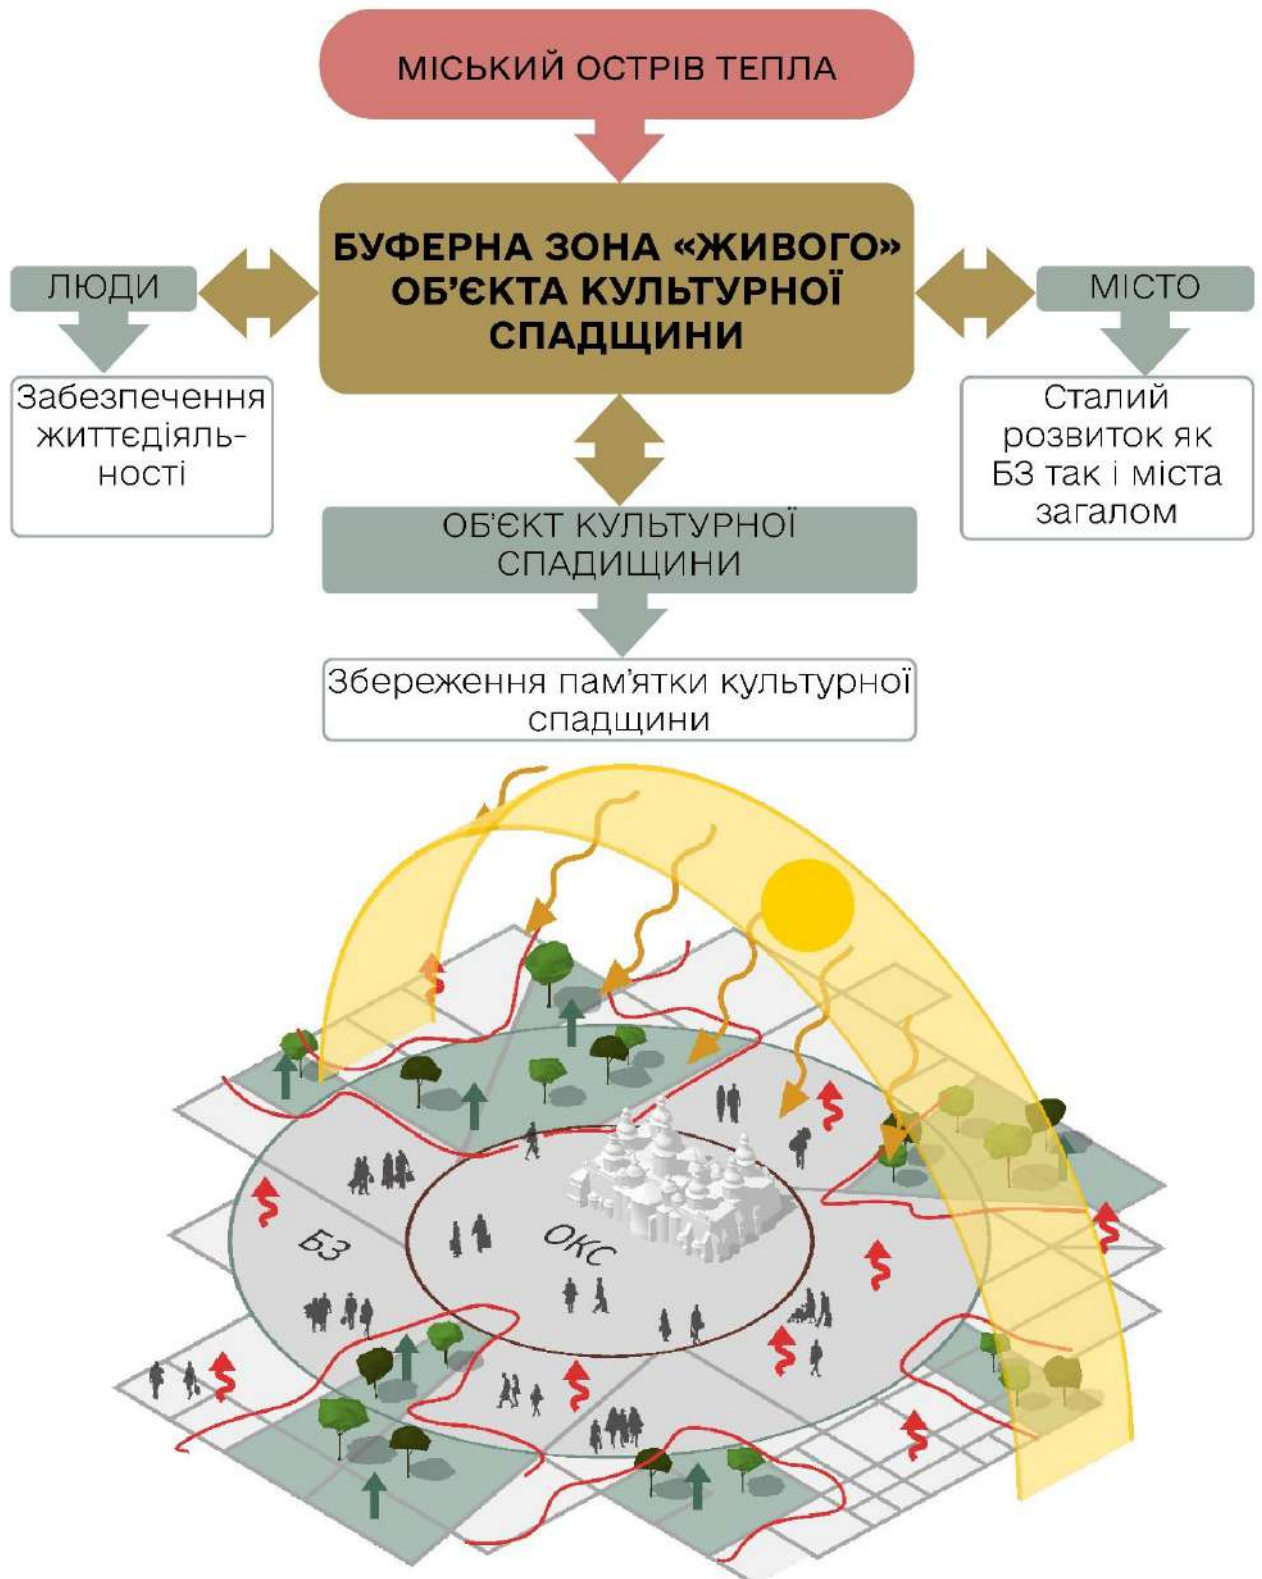 МІСЬКИЙ ОСТРІВ ТЕПЛА
БУФЕРНА ЗОНА «ЖИВОГО»
ОБ’ЄКТА КУЛЬТУРНОЇ
СПАДЩИНИ
ЛЮДИ
Забезпечення
життєдіяль-
ності
МІСТО
Сталий
розвиток як
БЗ так і міста
загалом
ОБ’ЄКТ КУЛЬТУРНОЇ
СПАДИЩИНИ
Збереження пам’ятки культурної
спадщини
БЗ
ОКС